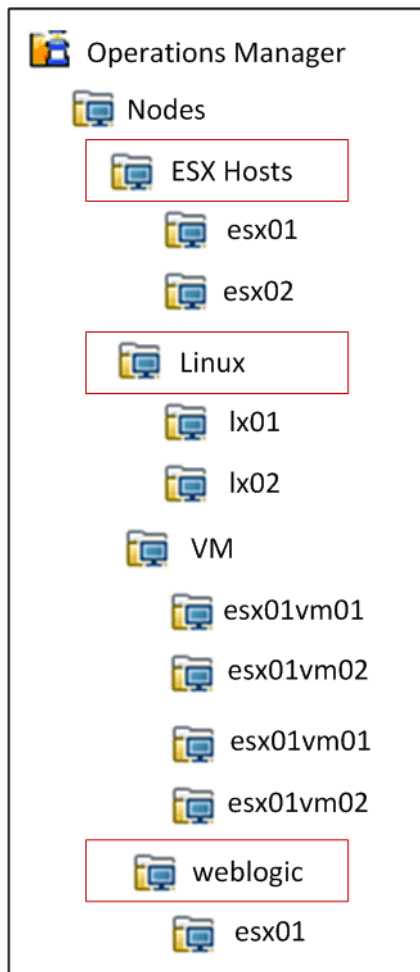 Operations Manager
Nodes
ESX Hosts
esx01
esx02
Linux
lx01
lx02
VM
esx01vm01
esx01vm02
esx01vm01
esx01vm02
weblogic
esx01